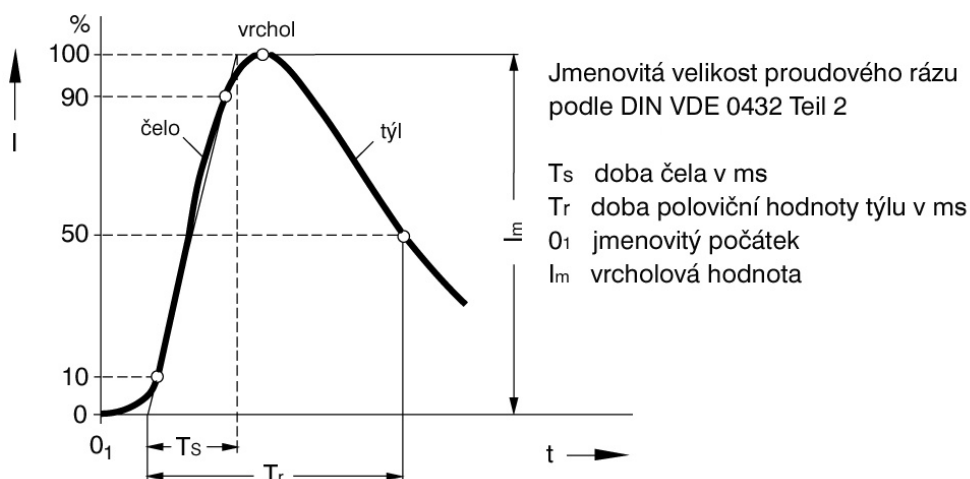 %
vrchol
100
90
I
čelo
týl
50
Im
10
0
01
TS
Tr
t
Jmenovitá velikost proudového rázu
podle DIN VDE 0432 Teil 2
TS doba čela v ms
Tr doba poloviční hodnoty týlu v ms
01 jmenovitý počátek
Im vrcholová hodnota